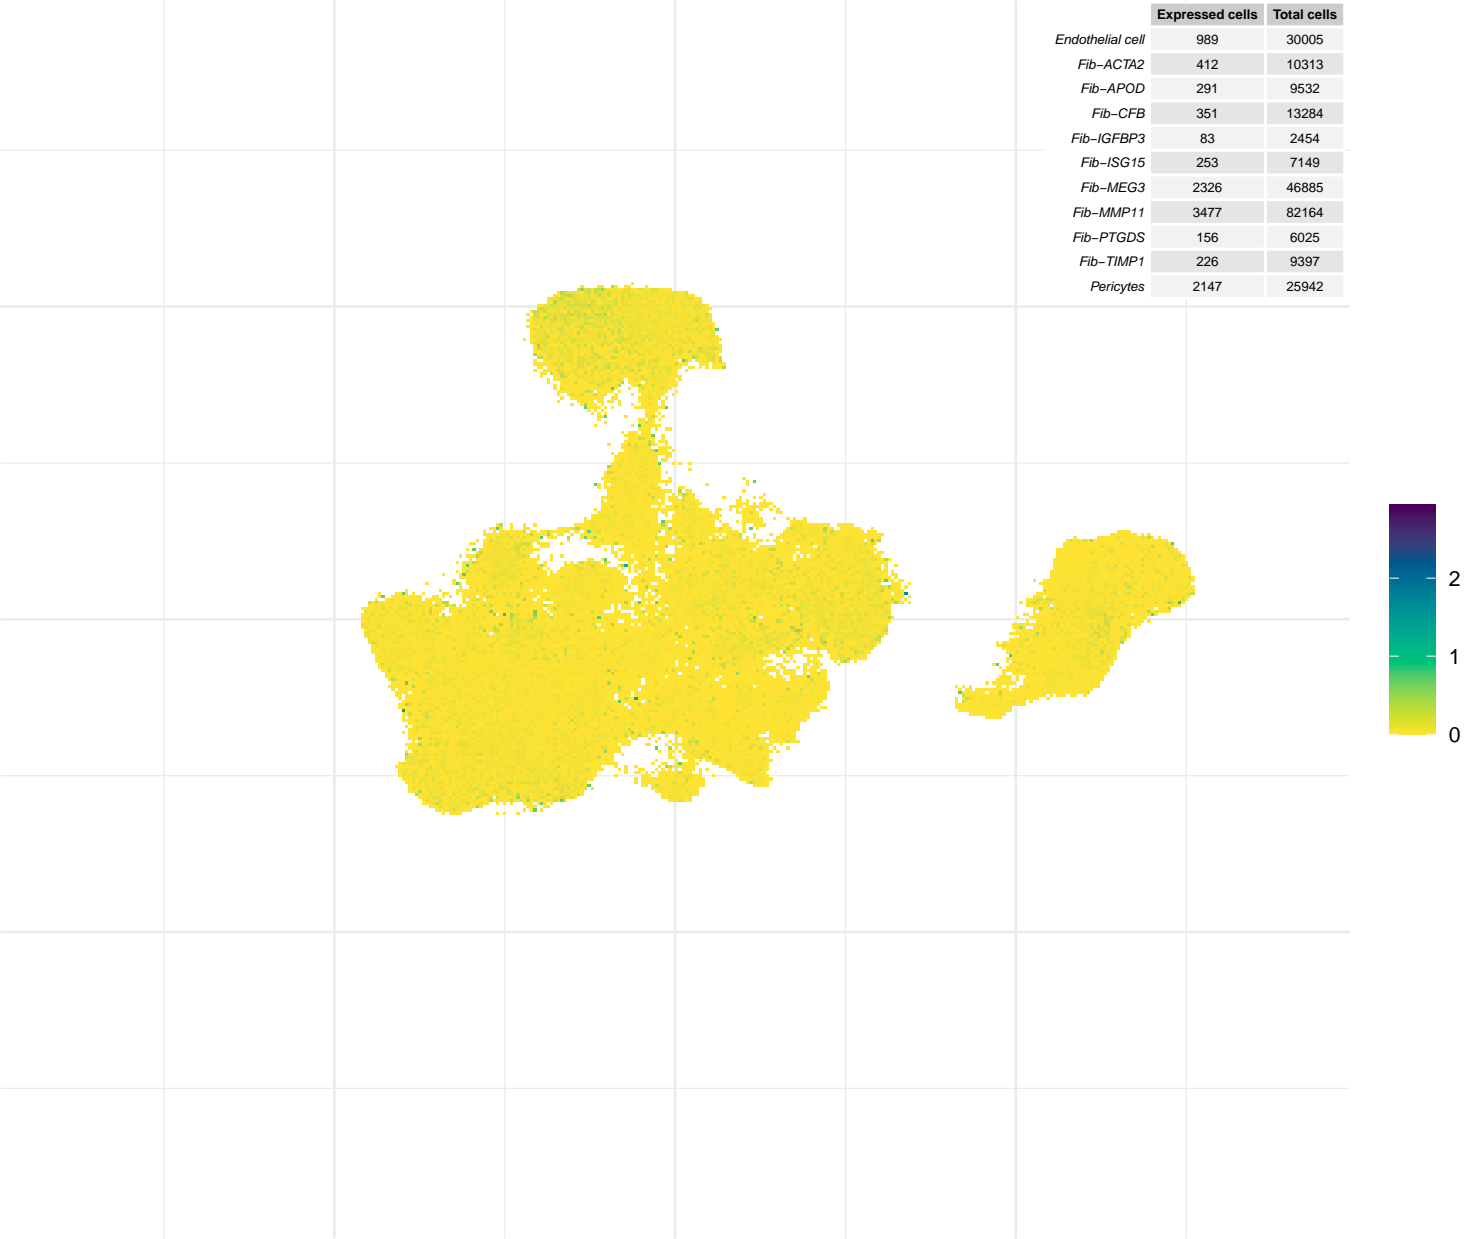 Expressed cells Total cells
Endothelial cell 989 30005
Fib−ACTA2 412 10313
Fib−APOD 291 9532
Fib−CFB 351 13284
Fib−IGFBP3 83 2454
Fib−ISG15 253 7149
Fib−MEG3 2326 46885
Fib−MMP11 3477 82164
Fib−PTGDS 156 6025
Fib−TIMP1 226 9397
Pericytes 2147 25942
2
1
0